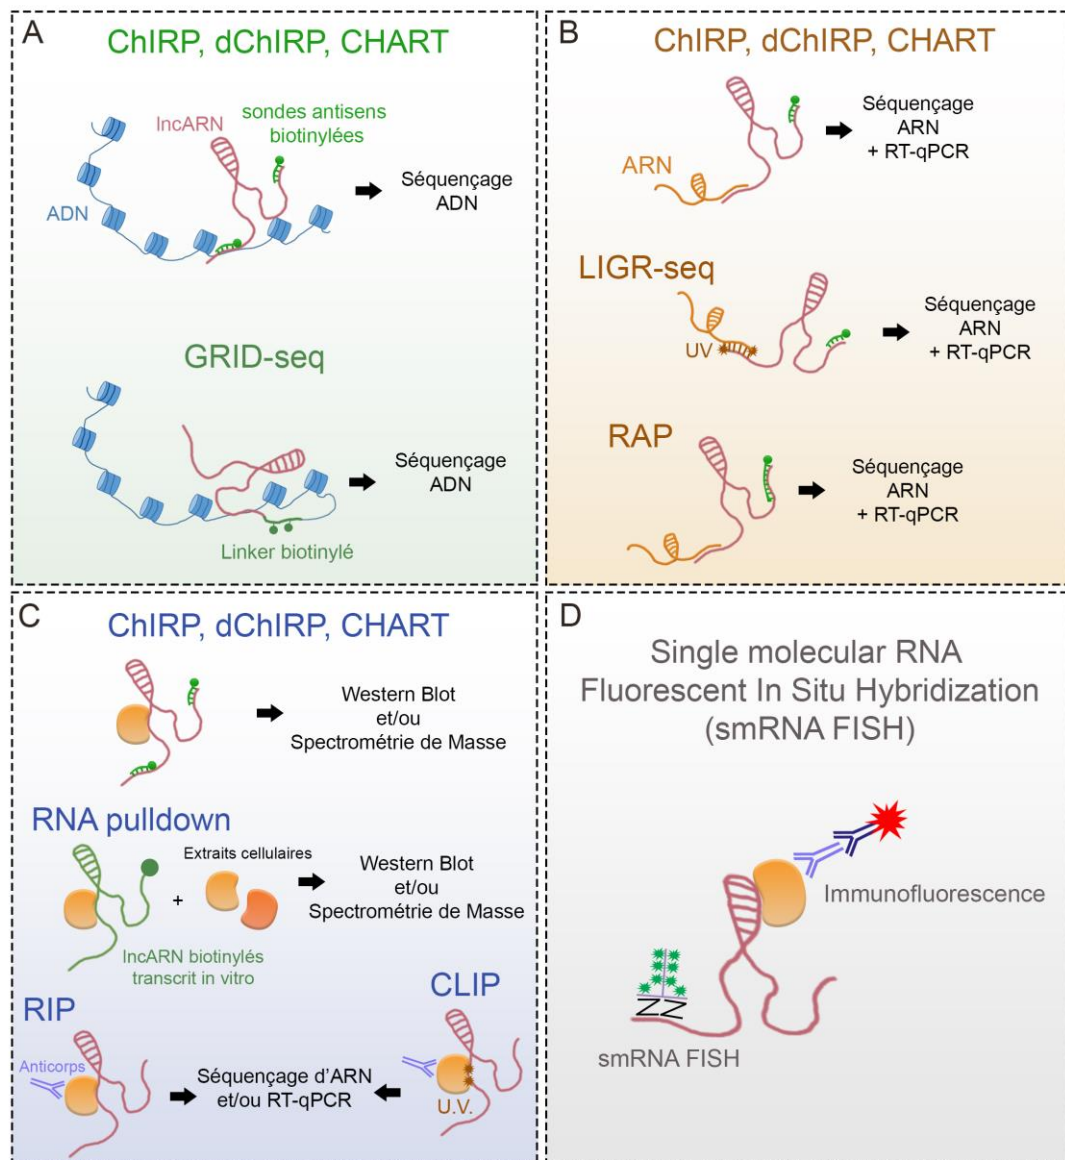 A
ChIRP, dChIRP, CHART
lncARN
sondes antisens
biotinylées
ADN
Séquençage
ADN
GRID-seq
Séquençage
ADN
Linker biotinylé
B
ChIRP, dChIRP, CHART
ARN
Séquençage
ARN
+ RT-qPCR
LIGR-seq
UV
Séquençage
ARN
+ RT-qPCR
RAP
Séquençage
ARN
+ RT-qPCR
C
ChIRP, dChIRP, CHART
Western Blot
et/ou
Spectrométrie de Masse
RNA pulldown
Extraits cellulaires
+
Western Blot
et/ou
Spectrométrie de Masse
lncARN biotinylés
transcrit in vitro
RIP
Anticorps
CLIP
Séquençage d'ARN
et/ou RT-qPCR
U.V.
D
Single molecular RNA
Fluorescent In Situ Hybridization
(smRNA FISH)
Immunofluorescence
ZZ
smRNA FISH